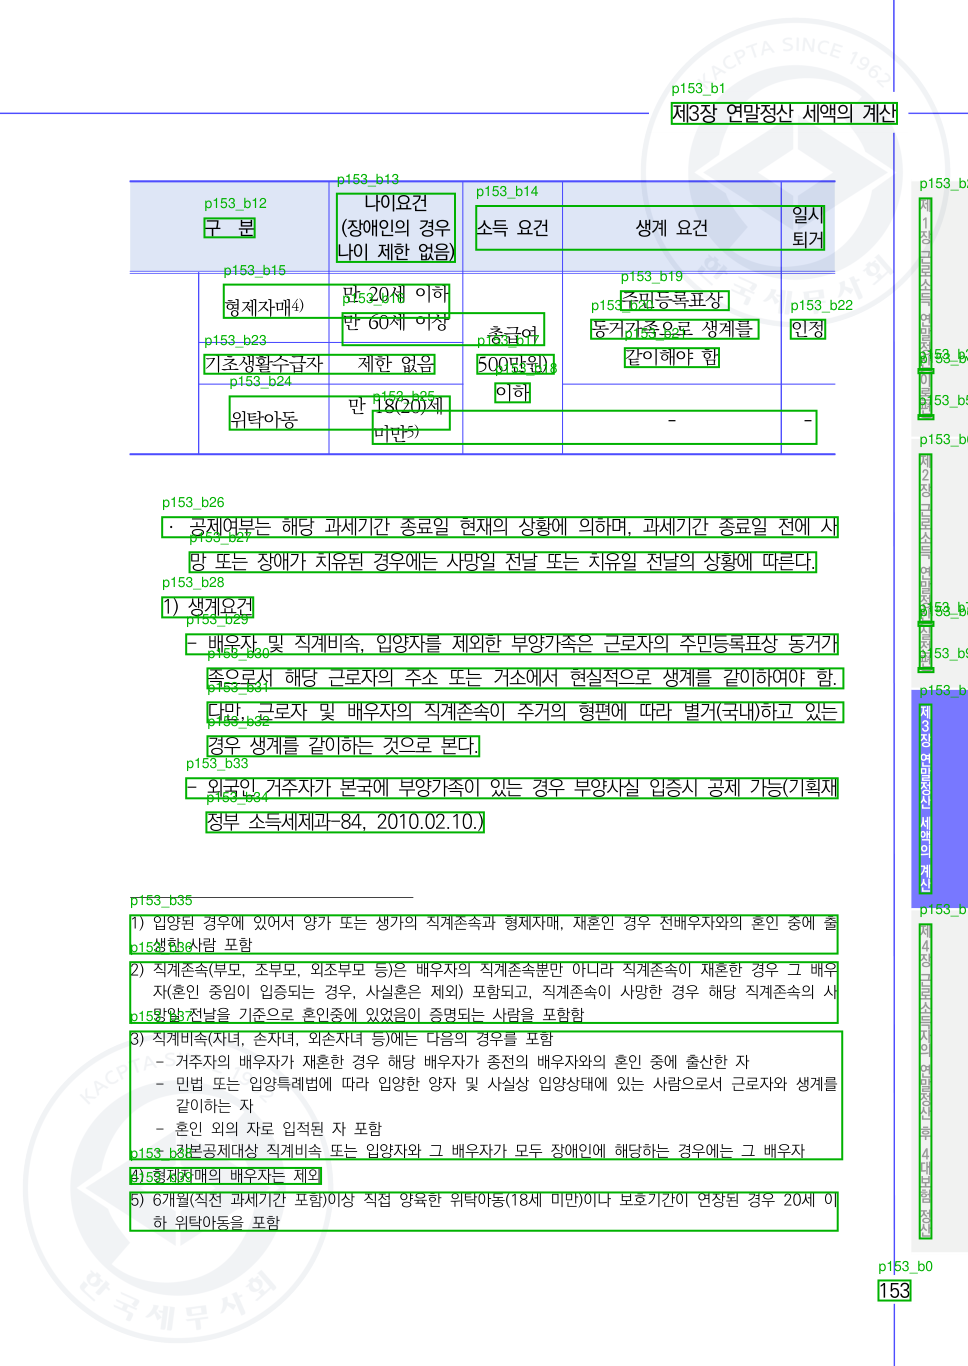 p153_b1
제3장 연말정산 세액의 계산
p153_b12
구 분
p153_b13
나이요건
(장애인의 경우
나이 제한 없음)
p153_b14
소득 요건
생계 요건
일시
퇴거
p153_b15
형제자매4)
만 20세 이하
만 60세 이상
총급여
p153_b19
주민등록표상
동거가족으로 생계를
같이해야 함
p153_b22
인정
p153_b23
기초생활수급자
제한 없음
500만원)
이하
p153_b24
위탁아동
만 18(20)세
미만5)
-
-
p153_b26
· 공제여부는 해당 과세기간 종료일 현재의 상황에 의하며, 과세기간 종료일 전에 사
p153_b27
망 또는 장애가 치유된 경우에는 사망일 전날 또는 치유일 전날의 상황에 따른다.
p153_b28
1) 생계요건
p153_b29
- 배우자 및 직계비속, 입양자를 제외한 부양가족은 근로자의 주민등록표상 동거가
p153_b30
족으로서 해당 근로자의 주소 또는 거소에서 현실적으로 생계를 같이하여야 함.
p153_b31
다만, 근로자 및 배우자의 직계존속이 주거의 형편에 따라 별거(국내)하고 있는
p153_b32
경우 생계를 같이하는 것으로 본다.
p153_b33
- 외국인 거주자가 본국에 부양가족이 있는 경우 부양사실 입증시 공제 가능(기획재
p153_b34
정부 소득세제과-84, 2010.02.10.)
p153_b35
1) 입양된 경우에 있어서 양가 또는 생가의 직계존속과 형제자매, 재혼인 경우 전배우자와의 혼인 중에 출
생한 사람 포함
p153_b36
2) 직계존속(부모, 조부모, 외조부모 등)은 배우자의 직계존속뿐만 아니라 직계존속이 재혼한 경우 그 배우
자(혼인 중임이 입증되는 경우, 사실혼은 제외) 포함되고, 직계존속이 사망한 경우 해당 직계존속의 사
망일 전날을 기준으로 혼인중에 있었음이 증명되는 사람을 포함함
p153_b37
3) 직계비속(자녀, 손자녀, 외손자녀 등)에는 다음의 경우를 포함
- 거주자의 배우자가 재혼한 경우 해당 배우자가 종전의 배우자와의 혼인 중에 출산한 자
- 민법 또는 입양특례법에 따라 입양한 양자 및 사실상 입양상태에 있는 사람으로서 근로자와 생계를
같이하는 자
- 혼인 외의 자로 입적된 자 포함
- 기본공제대상 직계비속 또는 입양자와 그 배우자가 모두 장애인에 해당하는 경우에는 그 배우자
4) 형제자매의 배우자는 제외
5) 6개월(직전 과세기간 포함)이상 직접 양육한 위탁아동(18세 미만)이나 보호기간이 연장된 경우 20세 이
하 위탁아동을 포함
제3장 연말정산 세액의 계산
제4장 근로소득자의 연말정산 후 4대보험 정산
p153_b0
153
KACPTA SINCE 1962
한국세무사회